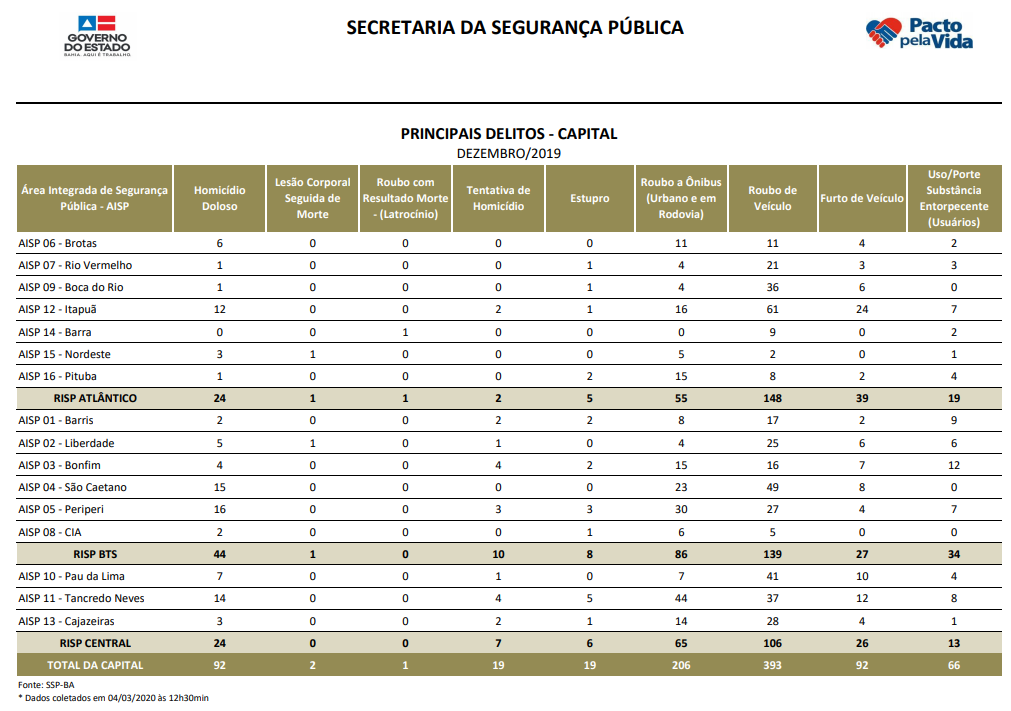 GOVERNO
DO ESTADO
BAHIA. AQUI É TRABALHO.
SECRETARIA DA SEGURANÇA PÚBLICA
Pacto
pelaVida
PRINCIPAIS DELITOS - CAPITAL
DEZEMBRO/2019
Área Integrada de Segurança Pública - AISP Homicídio Doloso Lesão Corporal Seguida de Morte Roubo com Resultado Morte - (Latrocínio) Tentativa de Homicídio Estupro Roubo a Ônibus (Urbano e em Rodovia) Roubo de Veículo Furto de Veículo Uso/Porte Substância Entorpecente (Usuários)
AISP 06 - Brotas 6 0 0 0 0 11 11 4 2
AISP 07 - Rio Vermelho 1 0 0 0 1 4 21 3 3
AISP 09 - Boca do Rio 1 0 0 0 1 4 36 6 0
AISP 12 - Itapuã 12 0 0 2 1 16 61 24 7
AISP 14 - Barra 0 0 1 0 0 0 9 0 2
AISP 15 - Nordeste 3 1 0 0 0 5 2 0 1
AISP 16 - Pituba 1 0 0 0 2 15 8 2 4
RISP ATLÂNTICO 24 1 1 2 5 55 148 39 19
AISP 01 - Barris 2 0 0 2 2 8 17 2 9
AISP 02 - Liberdade 5 1 0 1 0 4 25 6 6
AISP 03 - Bonfim 4 0 0 4 2 15 16 7 12
AISP 04 - São Caetano 15 0 0 0 0 23 49 8 0
AISP 05 - Periperi 16 0 0 3 3 30 27 4 7
AISP 08 - CIA 2 0 0 0 1 6 5 0 0
RISP BTS 44 1 0 10 8 86 139 27 34
AISP 10 - Pau da Lima 7 0 0 1 0 7 41 10 4
AISP 11 - Tancredo Neves 14 0 0 4 5 44 37 12 8
AISP 13 - Cajazeiras 3 0 0 2 1 14 28 4 1
RISP CENTRAL 24 0 0 7 6 65 106 26 13
TOTAL DA CAPITAL 92 2 1 19 19 206 393 92 66
Fonte: SSP-BA
* Dados coletados em 04/03/2020 às 12h30min